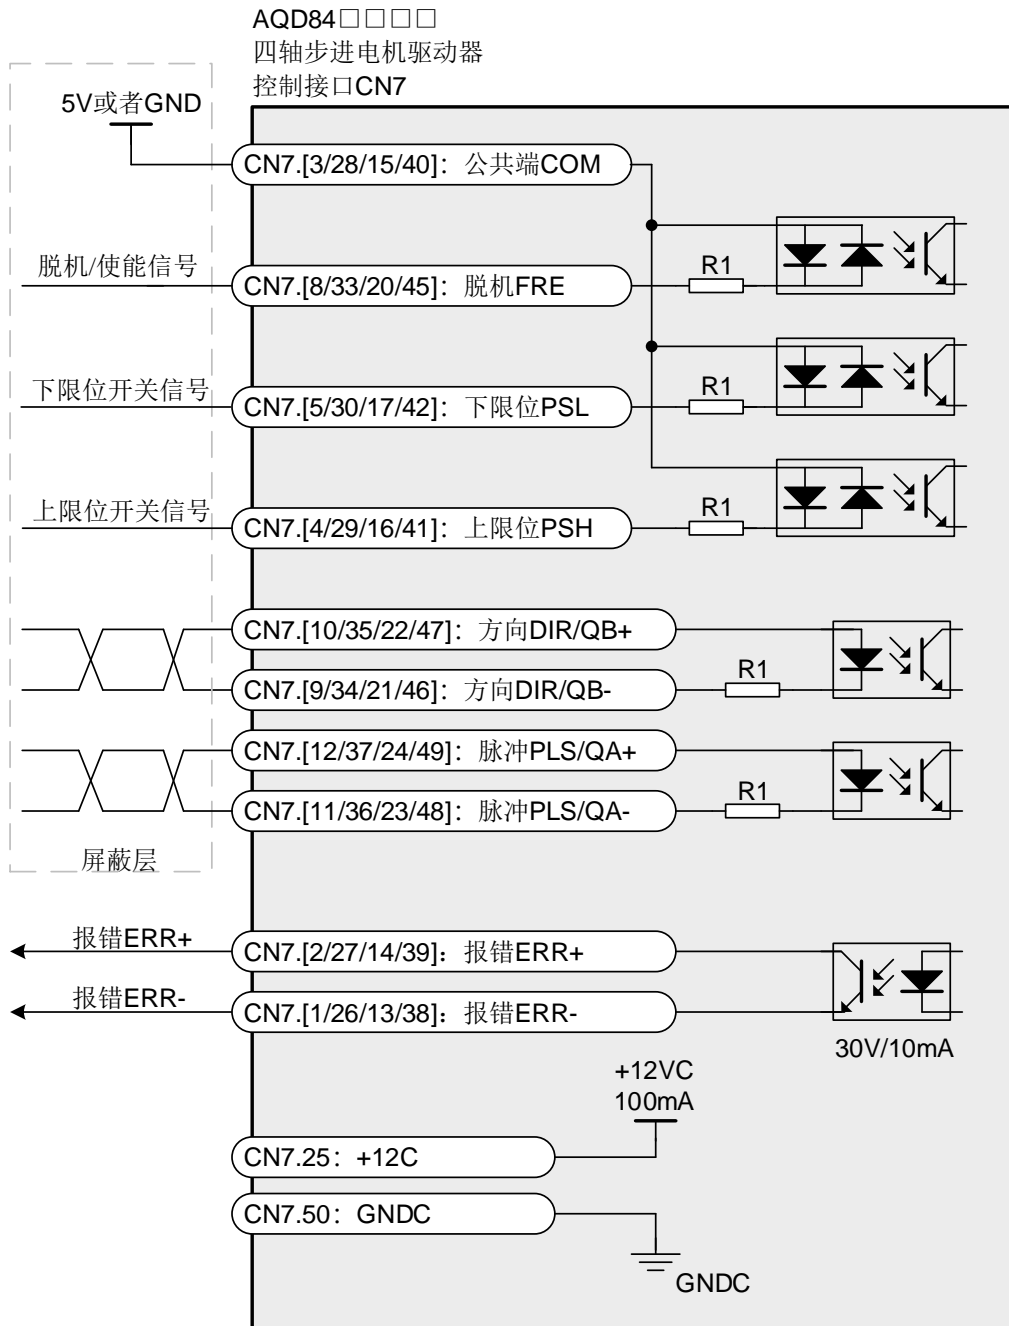 AQD84□□□□
四轴步进电机驱动器
控制接口CN7
5V或者GND
CN7.[3/28/15/40]：公共端COM
脱机/使能信号
CN7.[8/33/20/45]：脱机FRE
R1
下限位开关信号
CN7.[5/30/17/42]：下限位PSL
R1
上限位开关信号
CN7.[4/29/16/41]：上限位PSH
R1
CN7.[10/35/22/47]：方向DIR/QB+
CN7.[9/34/21/46]：方向DIR/QB-
R1
CN7.[12/37/24/49]：脉冲PLS/QA+
CN7.[11/36/23/48]：脉冲PLS/QA-
R1
屏蔽层
报错ERR+
CN7.[2/27/14/39]：报错ERR+
报错ERR-
CN7.[1/26/13/38]：报错ERR-
30V/10mA
+12VC
100mA
CN7.25：+12C
CN7.50：GNDC
GNDC